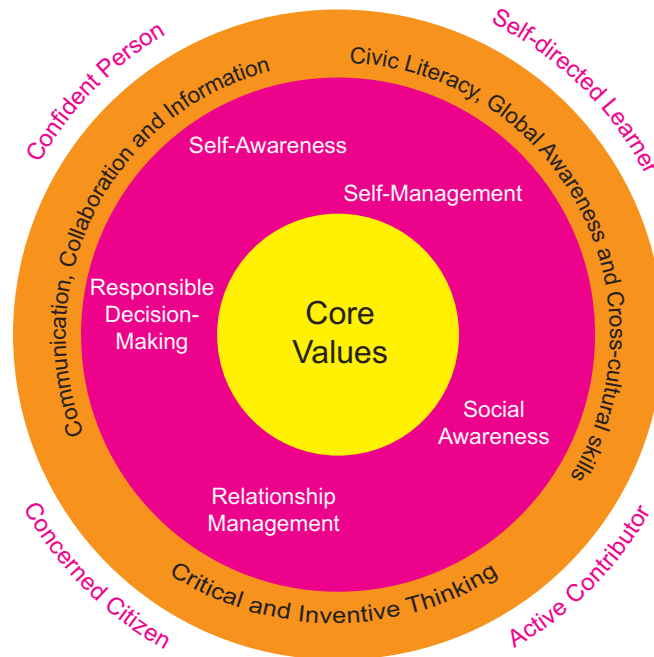 Confident Person
Self-directed Learner
Communication, Collaboration and Information
Civic Literacy, Global Awareness and Cross-cultural skills
Self-Awareness
Self-Management
Responsible
Decision-
Making
Core
Values
Social
Awareness
Relationship
Management
Critical and Inventive Thinking
Concerned Citizen
Active Contributor